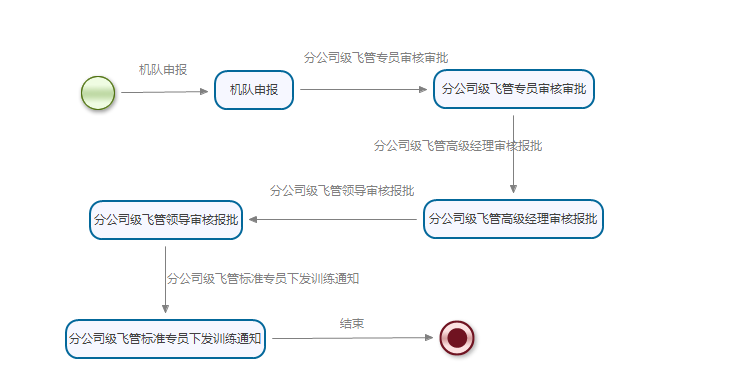 分公司级飞管专员审核审批
机队申报
机队申报
分公司级飞管专员审核审批
分公司级飞管高级经理审核报批
分公司级飞管领导审核报批
分公司级飞管领导审核报批
分公司级飞管高级经理审核报批
分公司级飞管标准专员下发训练通知
结束
分公司级飞管标准专员下发训练通知